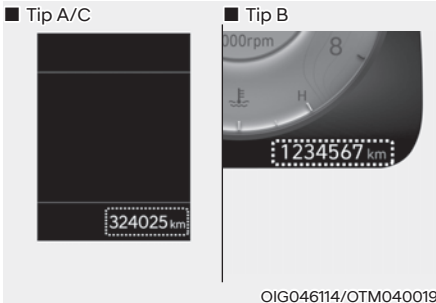 ■ Tip A/C
324025 km
■ Tip B
000rpm
8
H
1234567 km
OIG046114/OTM040019